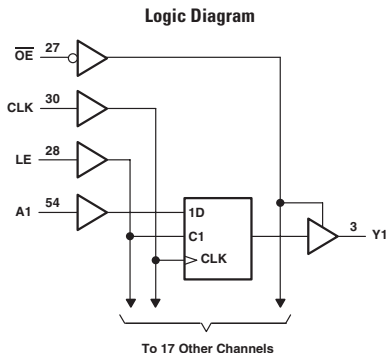 Logic Diagram
OE 27
CLK 30
LE 28
A1 54
1D
C1
CLK
3 Y1
To 17 Other Channels